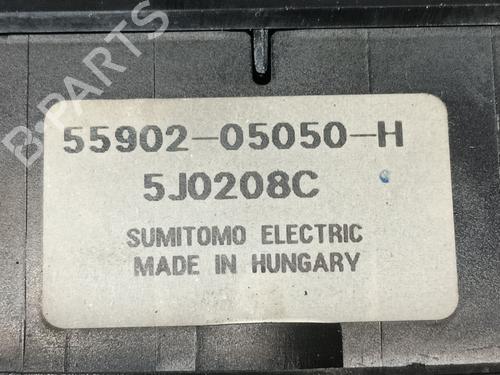 B-PARTS
55902-05050-H
5J0208C
SUMITOMO ELECTRIC
MADE IN HUNGARY